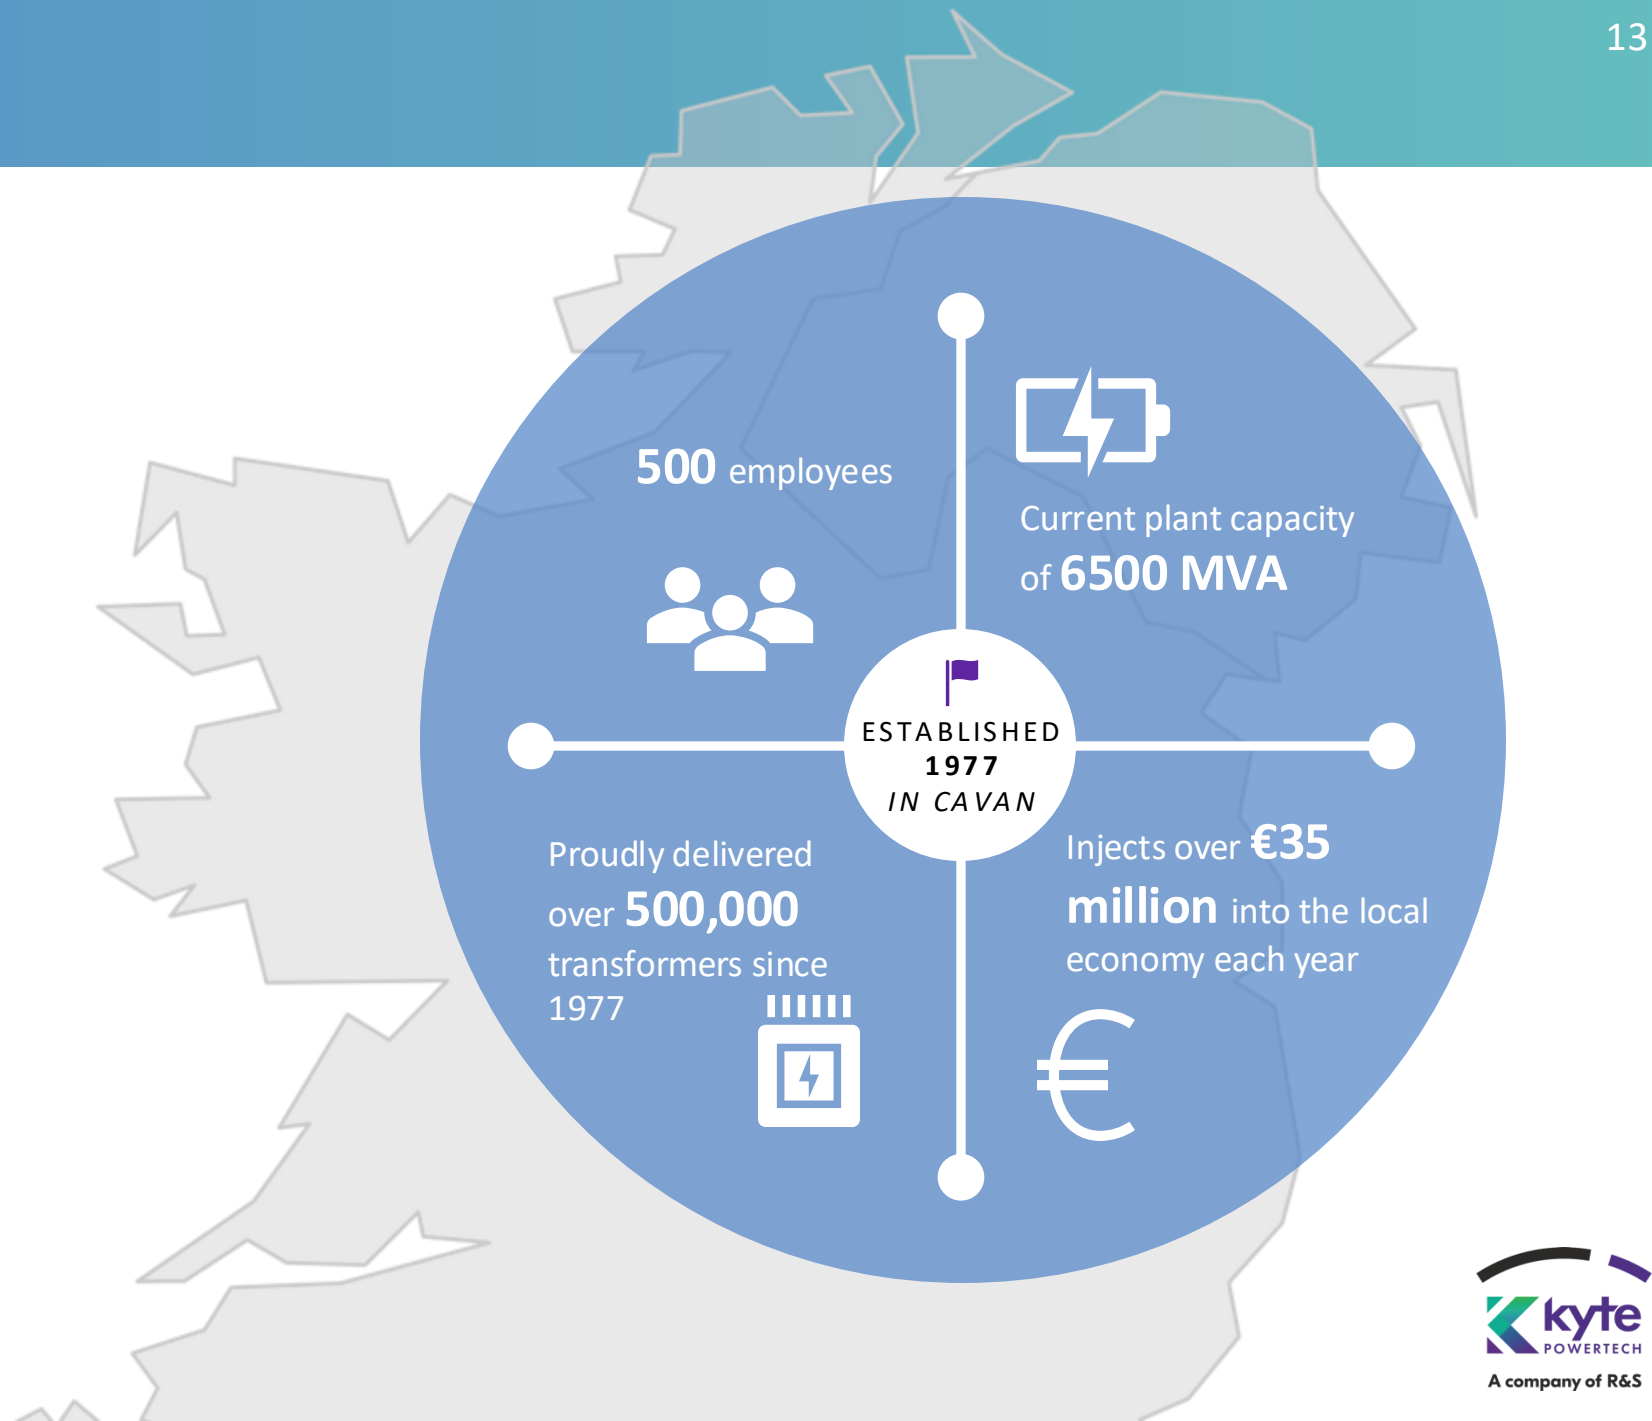 13
500 employees
Current plant capacity
of 6500 MVA
ESTABLISHED
1977
IN CAVAN
Proudly delivered
over 500,000
transformers since
1977
Injects over €35
million into the local
economy each year
€
kyte
POWERTECH
A company of R&S